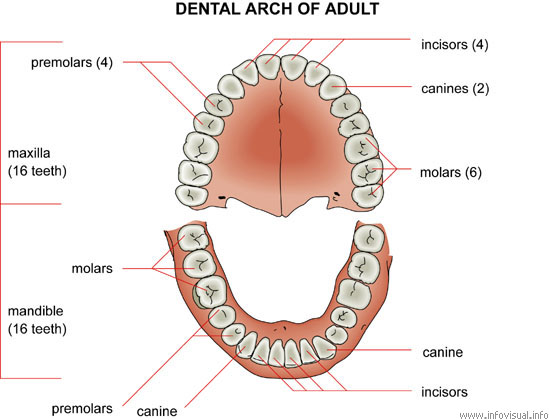 DENTAL ARCH OF ADULT
incisors (4)
premolars (4)
canines (2)
maxilla
(16 teeth)
molars (6)
molars
mandible
(16 teeth)
canine
incisors
premolars
canine
© www.infovisual.info